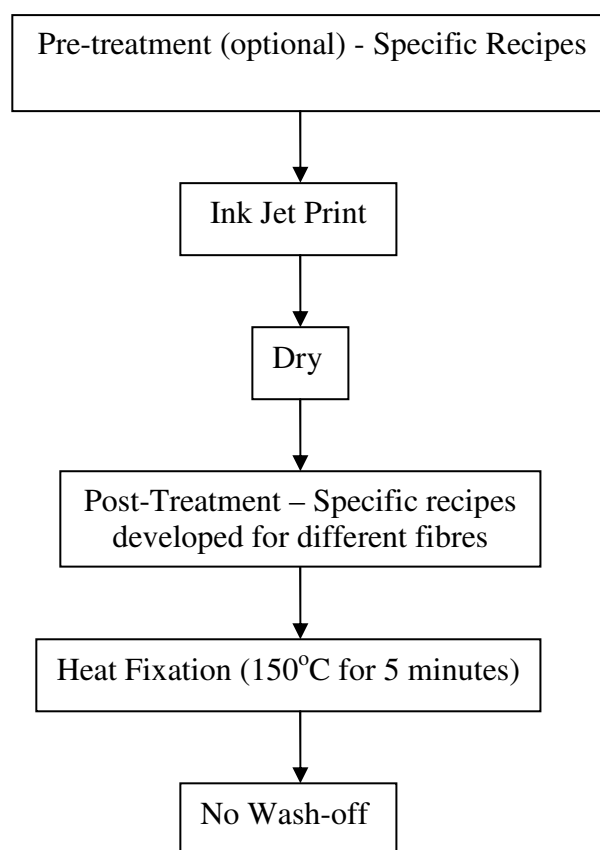 Pre-treatment (optional) - Specific Recipes
Ink Jet Print
Dry
Post-Treatment – Specific recipes
developed for different fibres
Heat Fixation (150°C for 5 minutes)
No Wash-off